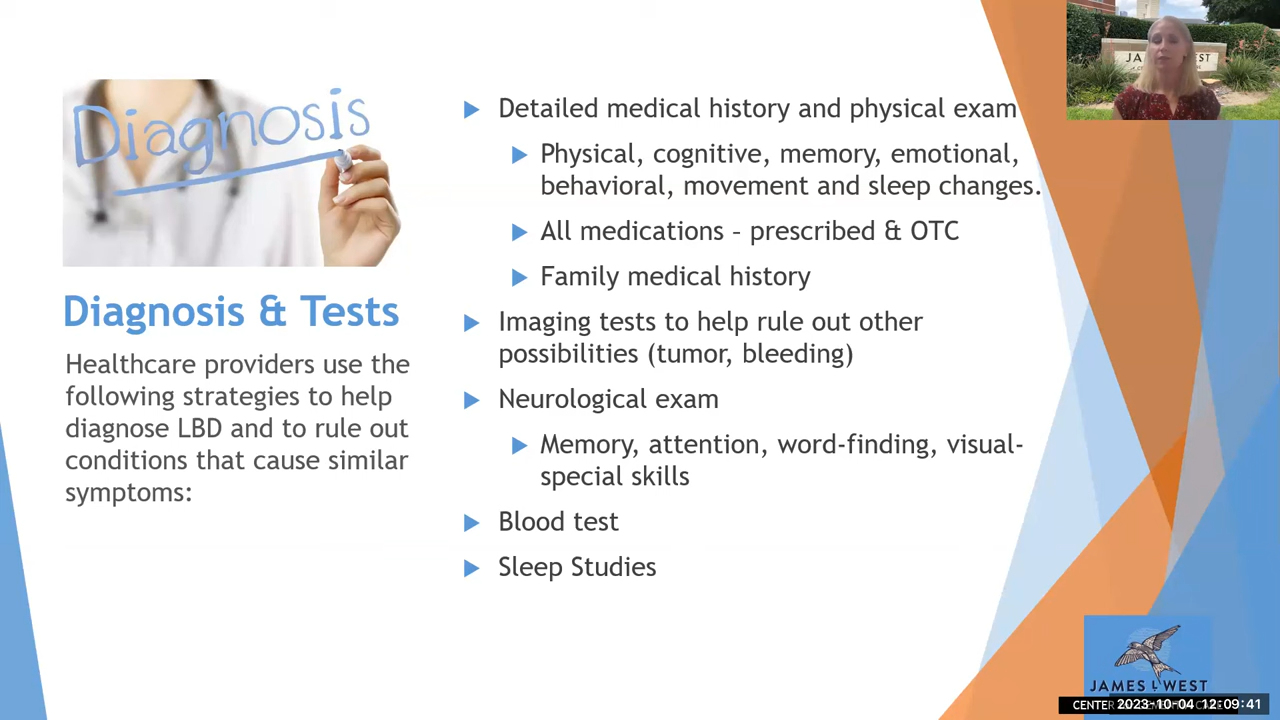 Diagnosis
Diagnosis & Tests
Healthcare providers use the
following strategies to help
diagnose LBD and to rule out
conditions that cause similar
symptoms:
Detailed medical history and physical exam
Physical, cognitive, memory, emotional,
behavioral, movement and sleep changes.
All medications – prescribed & OTC
Family medical history
Imaging tests to help rule out other
possibilities (tumor, bleeding)
Neurological exam
Memory, attention, word-finding, visual-
special skills
Blood test
Sleep Studies
JA WEST
JAMES L WEST
CENTER
2023-10-04 12:09:41